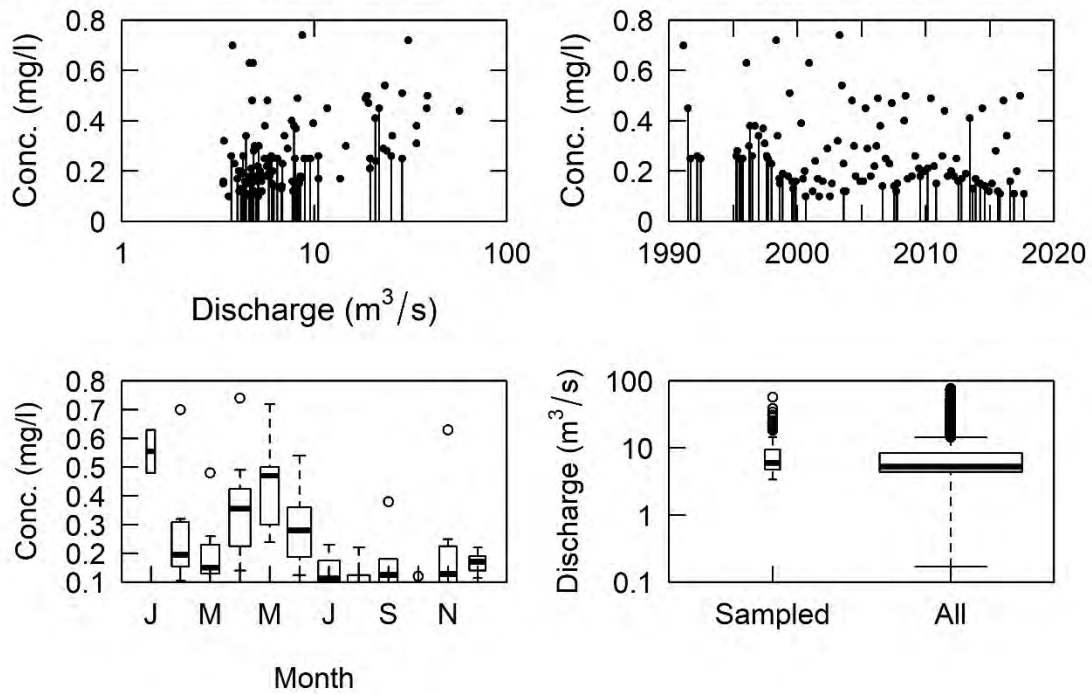 Conc. (mg/l)
0.8
0.6
0.4
0.2
0
1 10 100
Discharge (m³/s)
Conc. (mg/l)
0.8
0.6
0.4
0.2
0
1990 2000 2010 2020
Conc. (mg/l)
0.8
0.7
0.6
0.5
0.4
0.3
0.2
0.1
J M M J S N
Month
Discharge (m³/s)
100
10
1
0.1
Sampled All